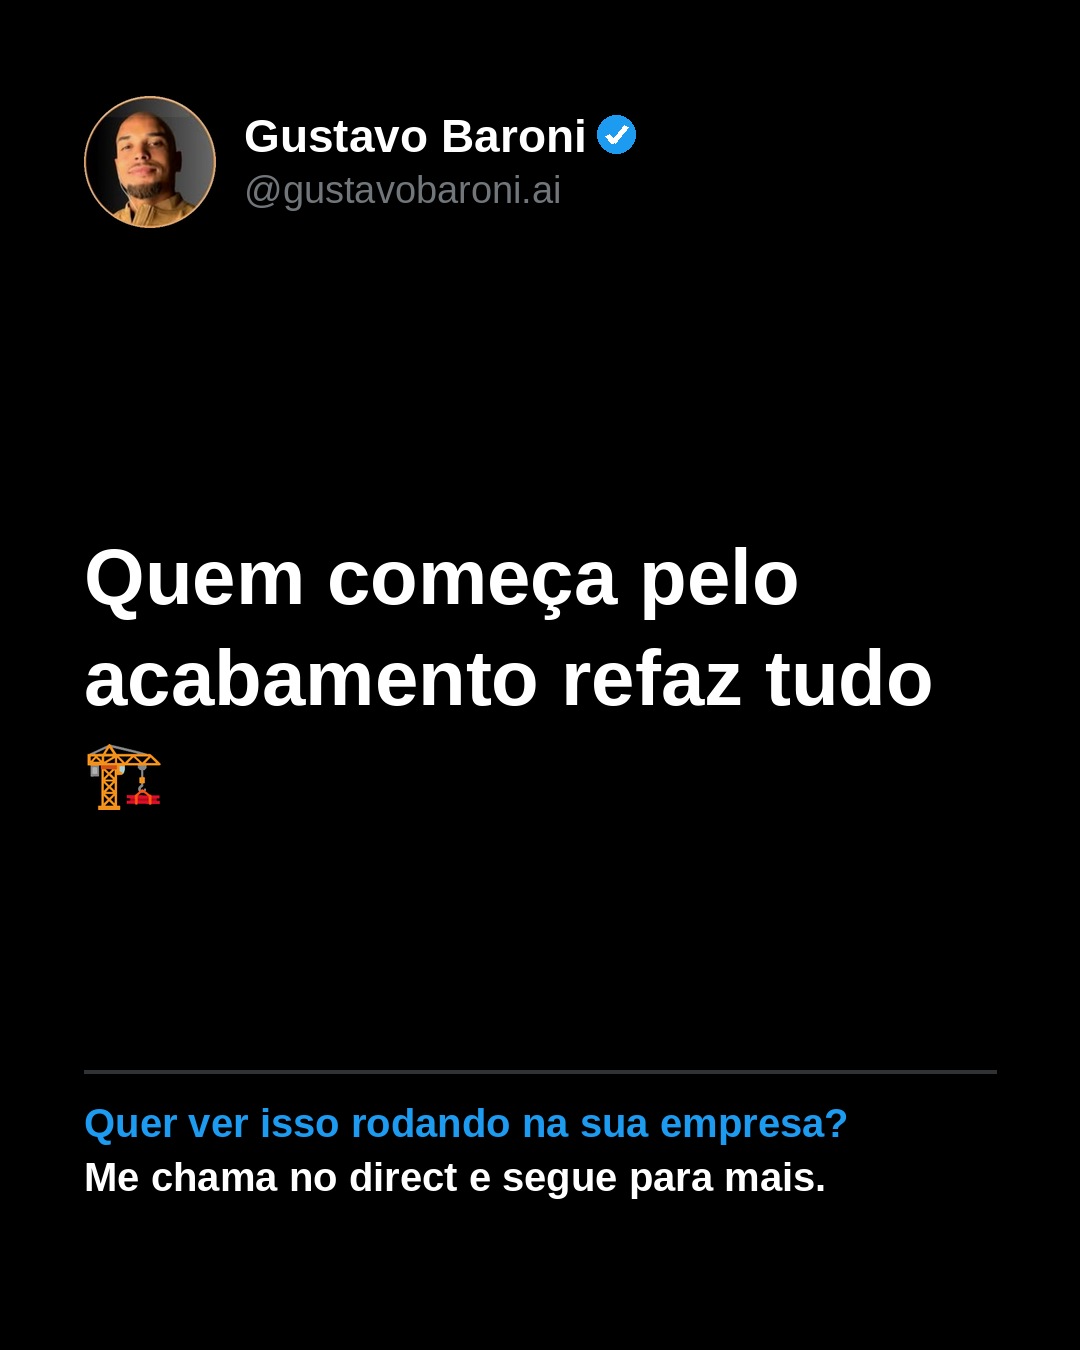 Gustavo Baroni
@gustavobaroni.ai
Quem começa pelo
acabamento refaz tudo
🏗️
Quer ver isso rodando na sua empresa?
Me chama no direct e segue para mais.